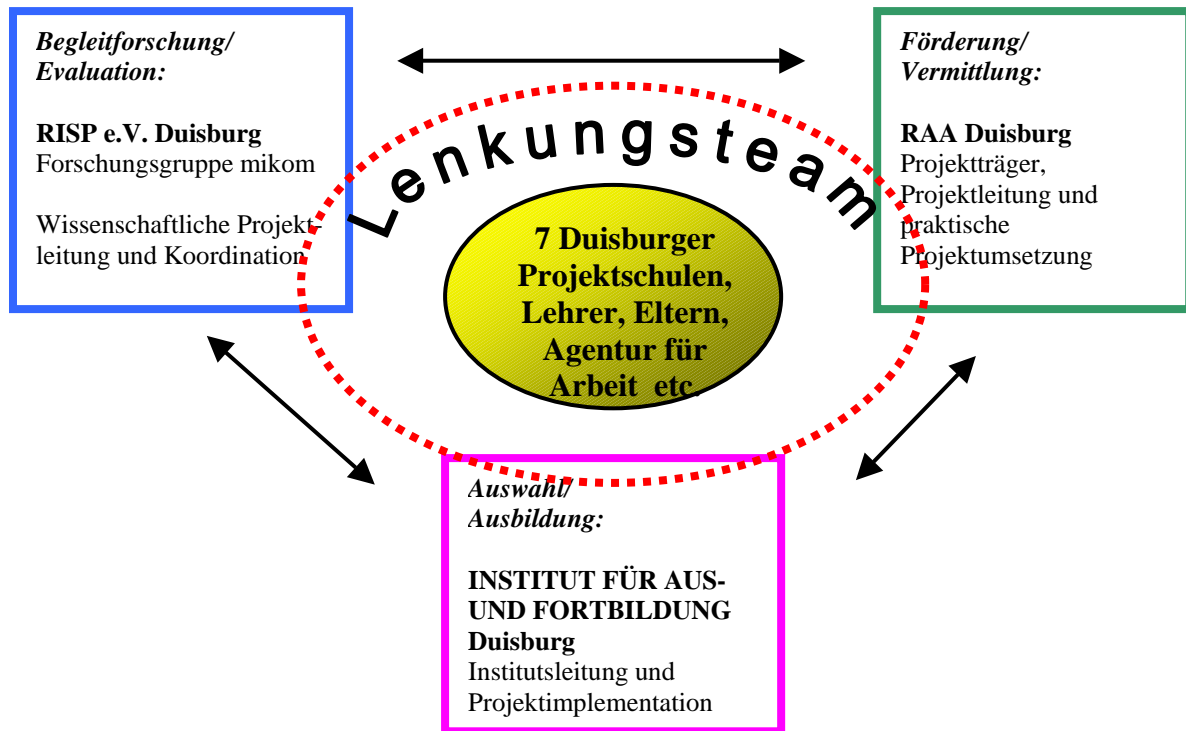 Begleitforschung/
Evaluation:
RISP e.V. Duisburg
Forschungsgruppe mikom
Wissenschaftliche Projekt-
leitung und Koordination
Förderung/
Vermittlung:
RAA Duisburg
Projektträger,
Projektleitung und
praktische
Projektumsetzung
Lenkungsteam
7 Duisburger
Projektschulen,
Lehrer, Eltern,
Agentur für
Arbeit etc.
Auswahl/
Ausbildung:
INSTITUT FÜR AUS-
UND FORTBILDUNG
Duisburg
Institutsleitung und
Projektimplementation